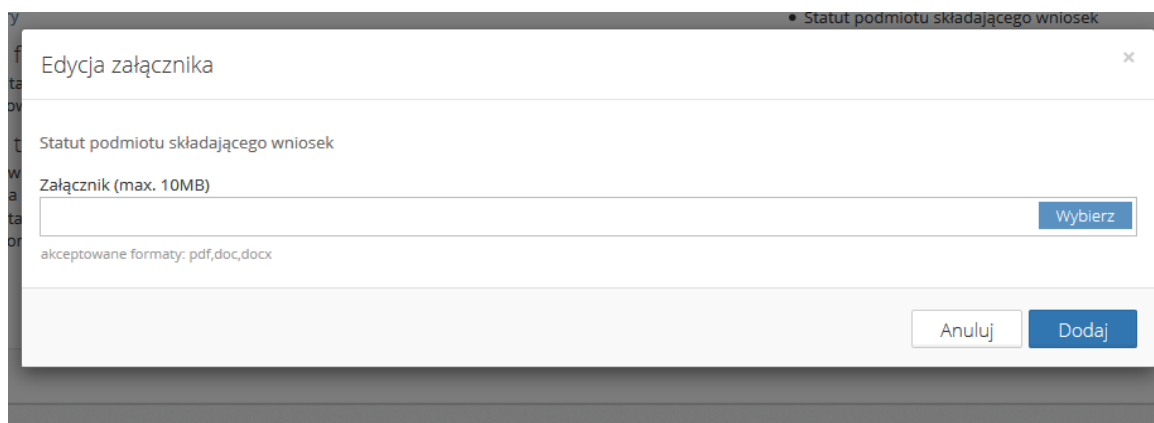 • Statut podmiotu składającego wniosek
Edycja załącznika ×
Statut podmiotu składającego wniosek
Załącznik (max. 10MB)
Wybierz
akceptowane formaty: pdf,doc,docx
Anuluj Dodaj